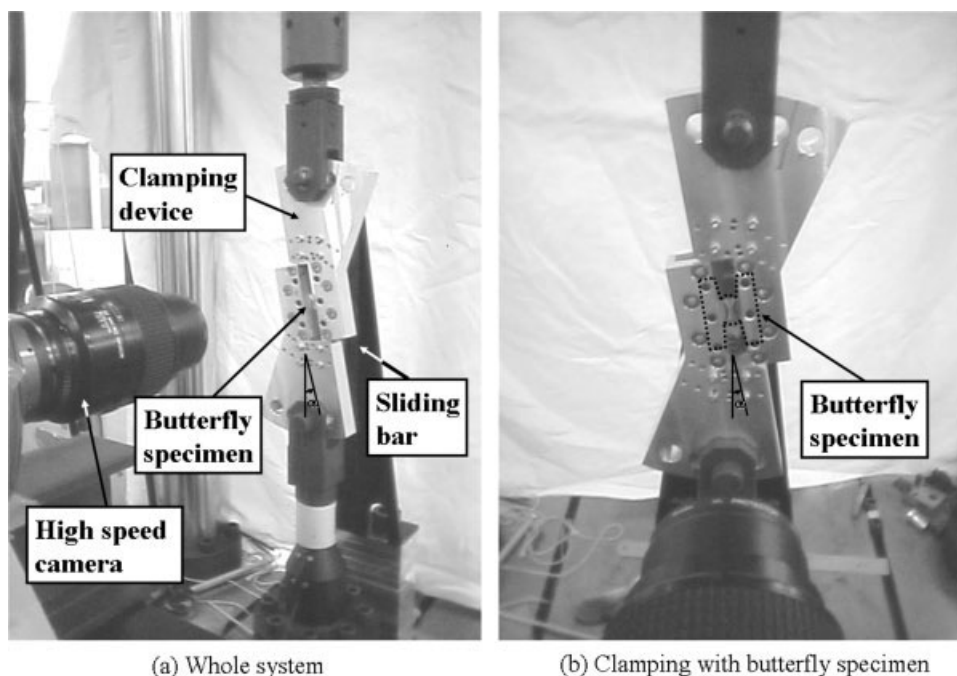 Clamping
device
Butterfly
specimen
Sliding
bar
High speed
camera
α
(a) Whole system
Butterfly
specimen
α
(b) Clamping with butterfly specimen